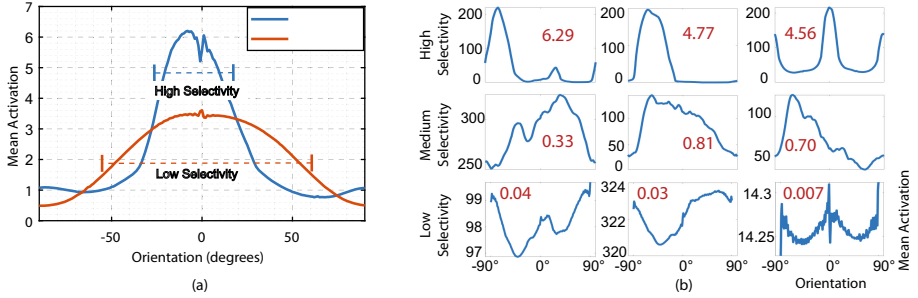 7
6
5
4
3
2
1
0
Mean Activation
High Selectivity
Low Selectivity
-50 0 50
Orientation (degrees)
(a)
High
Selectivity
200
100
0
6.29
200
100
0
4.77
200
100
0
4.56
Medium
Selectivity
300
250
0.33
100
50
0.81
100
50
0.70
Low
Selectivity
99
98
97
0.04
324
322
320
0.03
14.3
14.25
0.007
Mean Activation
-90° 0° 90°
-90° 0° 90°
-90° 0° 90°
Orientation
(b)